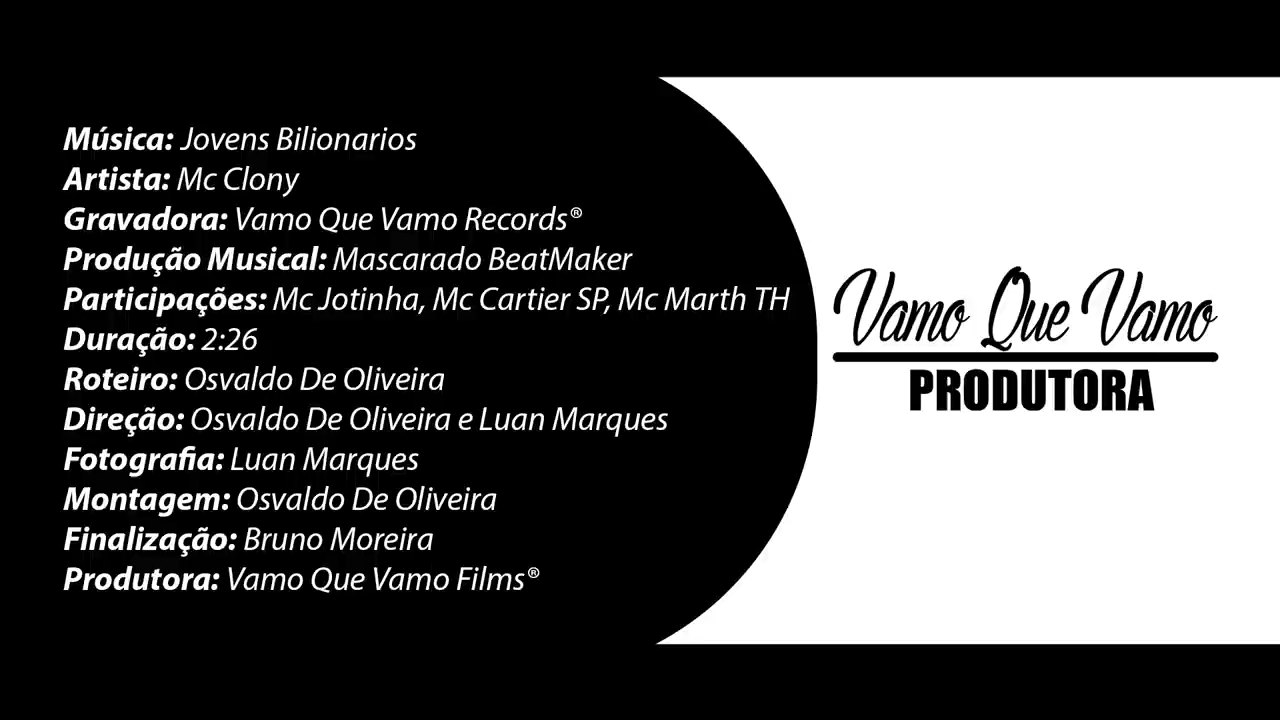 Música: Jovens Bilionarios
Artista: Mc Clony
Gravadora: Vamo Que Vamo Records®
Produção Musical: Mascarado BeatMaker
Participações: Mc Jotinha, Mc Cartier SP, Mc Marth TH
Duração: 2:26
Roteiro: Osvaldo De Oliveira
Direção: Osvaldo De Oliveira e Luan Marques
Fotografia: Luan Marques
Montagem: Osvaldo De Oliveira
Finalização: Bruno Moreira
Produtora: Vamo Que Vamo Films®
Vamo Que Vamo
PRODUTORA